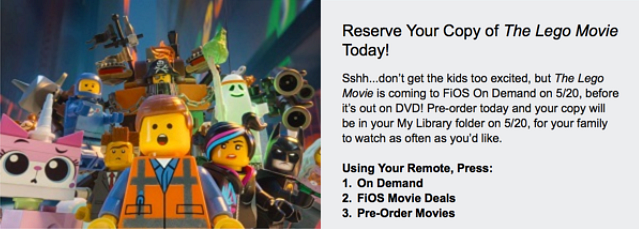 Reserve Your Copy of The Lego Movie
Today!
Sshh...don't get the kids too excited, but The Lego
Movie is coming to FiOS On Demand on 5/20, before
it's out on DVD! Pre-order today and your copy will
be in your My Library folder on 5/20, for your family
to watch as often as you'd like.
Using Your Remote, Press:
1. On Demand
2. FiOS Movie Deals
3. Pre-Order Movies